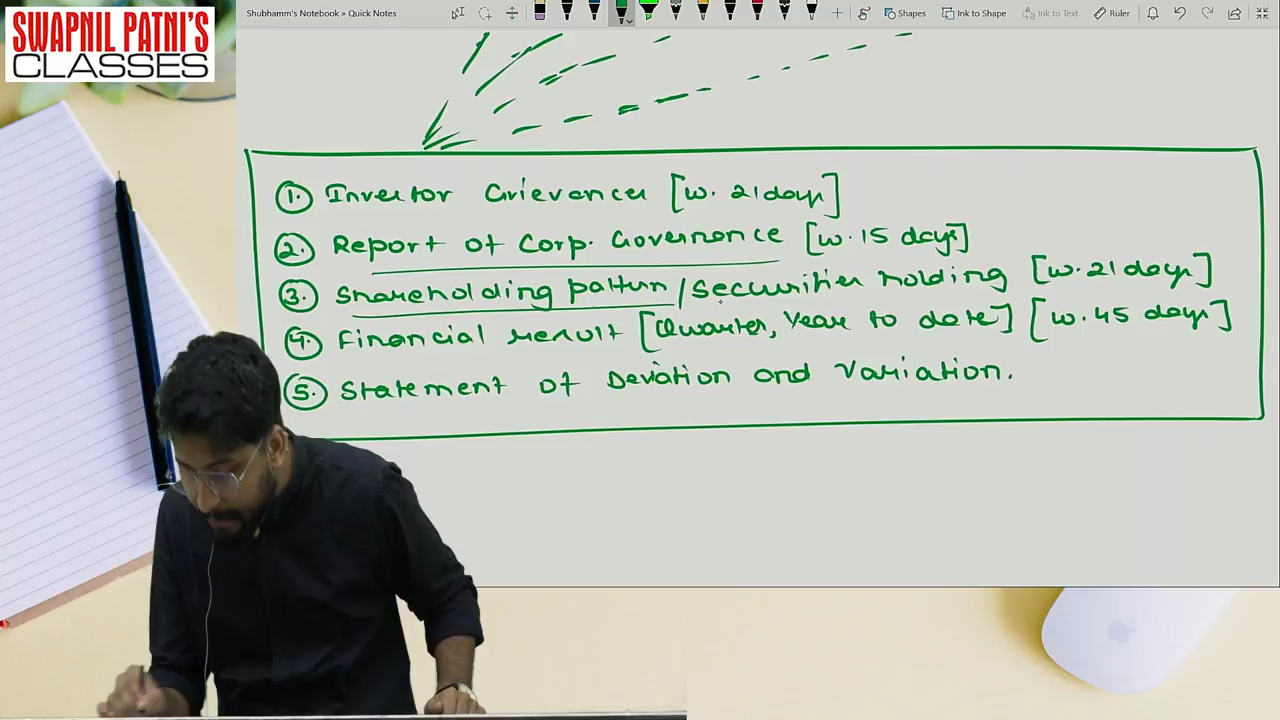 SWAPNIL PATNI'S
CLASSES
Shubhamm's Notebook » Quick Notes
Shapes
Ink to Shape
Ink to Text
Ruler
1. Investor Grievances [w. 21 days]
2. Report of Corp. Governance [w. 15 days]
3. Shareholding pattern / Securities holding [w. 21 days]
4. Financial result [Quarter, Year to date] [w. 45 days]
5. Statement of Deviation and Variation.